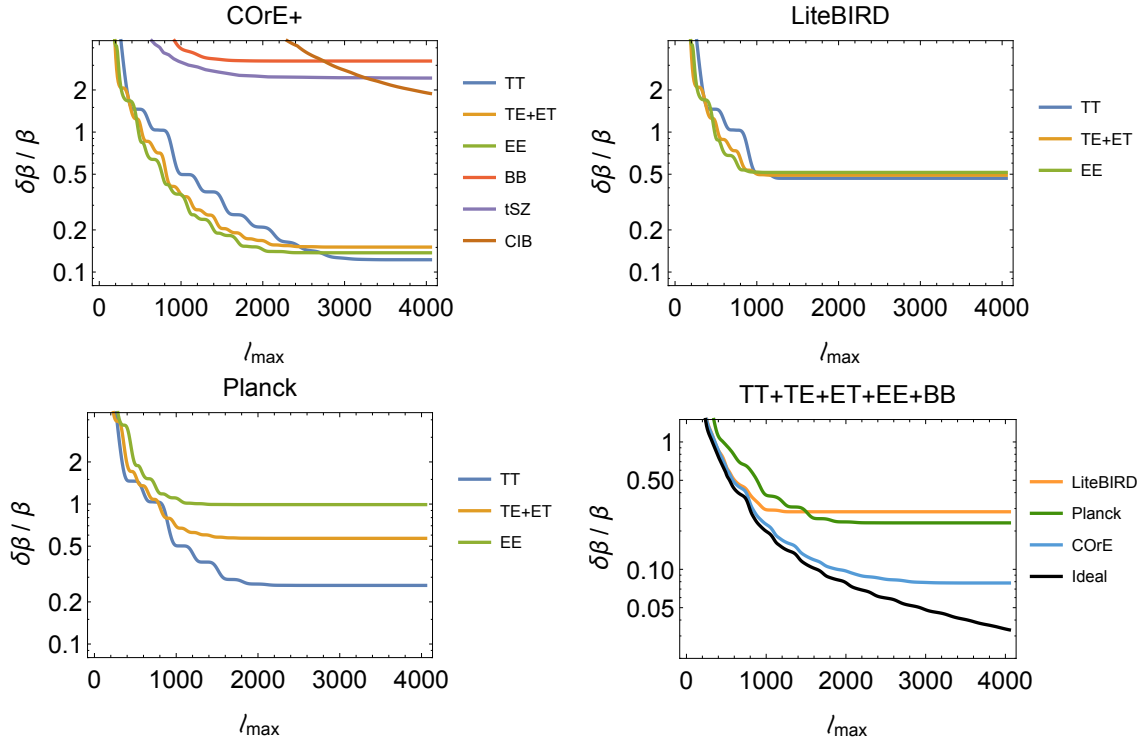 COrE+
δβ / β
2
1
0.5
0.2
0.1
0 1000 2000 3000 4000
lmax
TT
TE+ET
EE
BB
tSZ
CIB
LiteBIRD
δβ / β
2
1
0.5
0.2
0.1
0 1000 2000 3000 4000
lmax
TT
TE+ET
EE
Planck
δβ / β
2
1
0.5
0.2
0.1
0 1000 2000 3000 4000
lmax
TT
TE+ET
EE
TT+TE+ET+EE+BB
δβ / β
1
0.50
0.10
0.05
0 1000 2000 3000 4000
lmax
LiteBIRD
Planck
COrE
Ideal